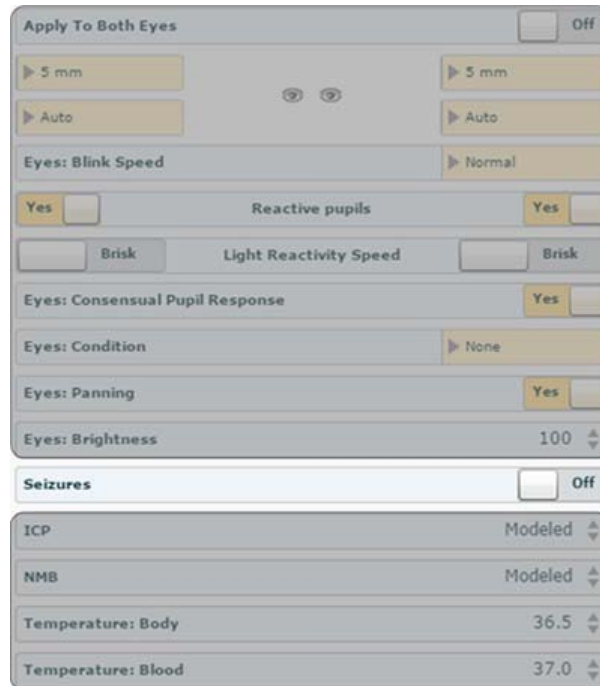 Apply To Both Eyes Off
5 mm 5 mm
Auto Auto
Eyes: Blink Speed Normal
Yes Reactive pupils Yes
Brisk Light Reactivity Speed Brisk
Eyes: Consensual Pupil Response Yes
Eyes: Condition None
Eyes: Panning Yes
Eyes: Brightness 100
Seizures Off
ICP Modeled
NMB Modeled
Temperature: Body 36.5
Temperature: Blood 37.0